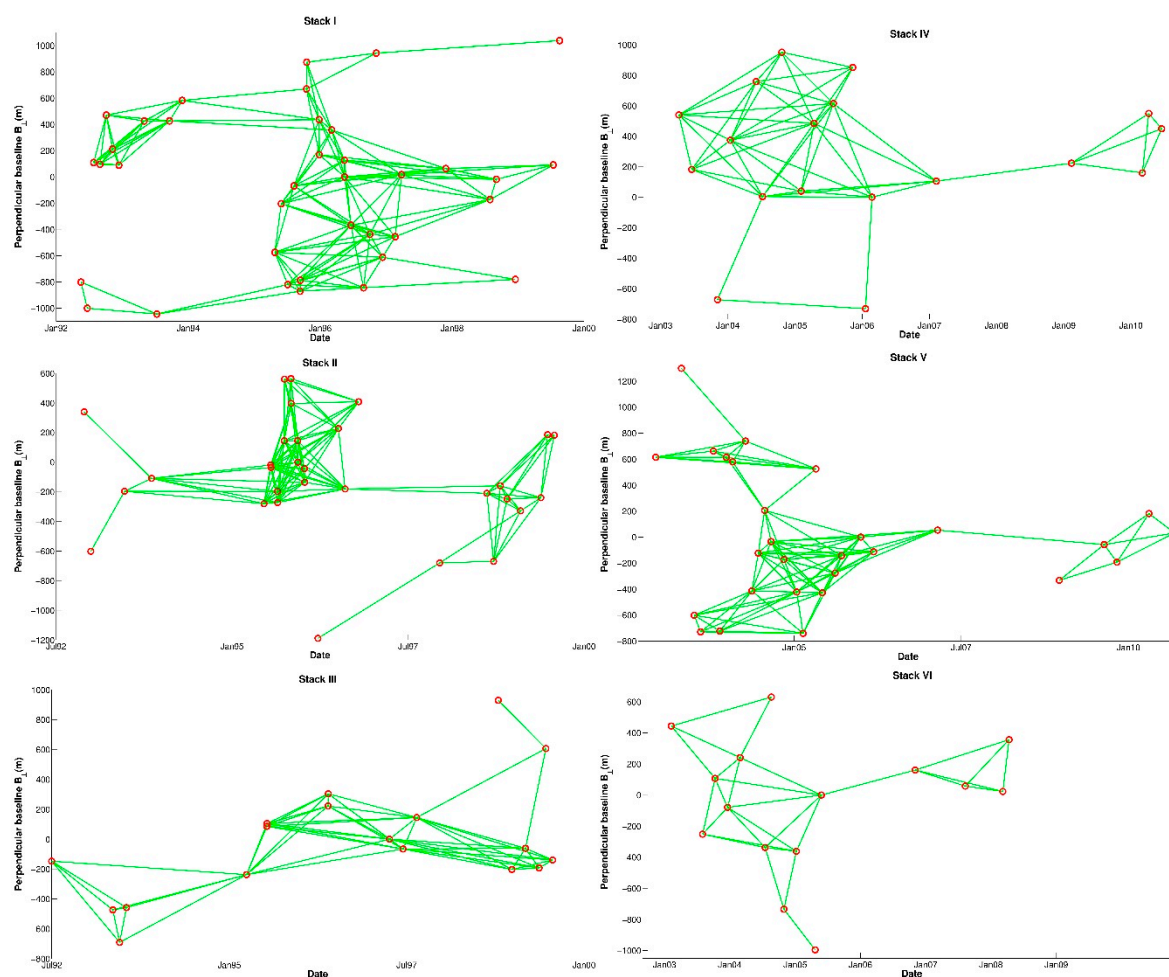 Stack I
Perpendicular baseline B⊥(m)
1000
800
600
400
200
0
-200
-400
-600
-800
-1000
Jan92
Jan94
Jan96
Jan98
Jan00
Date
Stack IV
Perpendicular baseline B⊥(m)
1000
800
600
400
200
0
-200
-400
-600
-800
Jan03
Jan04
Jan05
Jan06
Jan07
Jan08
Jan09
Jan10
Date
Stack II
Perpendicular baseline B⊥(m)
600
400
200
0
-200
-400
-600
-800
-1000
-1200
Jul92
Jan95
Jul97
Jan00
Date
Stack V
Perpendicular baseline B⊥(m)
1200
1000
800
600
400
200
0
-200
-400
-600
-800
Jan05
Jul07
Jan10
Date
Stack III
Perpendicular baseline B⊥(m)
1000
800
600
400
200
0
-200
-400
-600
-800
Jul92
Jan95
Jul97
Jan00
Date
Stack VI
Perpendicular baseline B⊥(m)
600
400
200
0
-200
-400
-600
-800
-1000
Jan03
Jan04
Jan05
Jan06
Jan07
Jan08
Jan09
Date